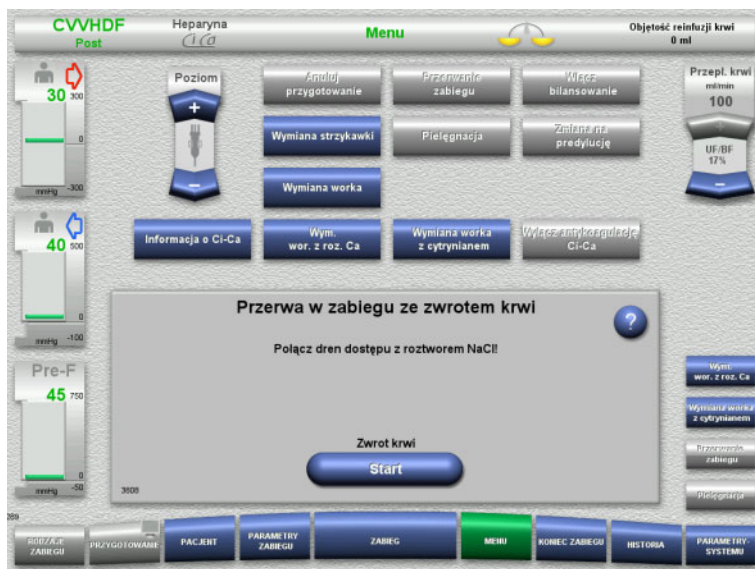 CVVHDF
Post
Heparyna
CiCa
Menu
Objętość reinfuzji krwi
0 ml
30
300
0
mmHg
-300
Poziom
+
−
Anuluj
przygotowanie
Przerwanie
zabiegu
Włącz
bilansowanie
Przepl. krwi
ml/min
100
UF/BF
17%
−
Wymiana strzykawki
Pielęgnacja
Zmiana na
predylucję
Wymiana worka
40
500
0
mmHg
-100
Informacja o Ci-Ca
Wym.
wor. z roz. Ca
Wymiana worka
z cytrynianem
Wyłącz antykoagulację
Ci-Ca
Przerwa w zabiegu ze zwrotem krwi
?
Połącz dren dostępu z roztworem NaCl!
Zwrot krwi
Start
3808
Pre-F
45
750
0
mmHg
-50
Wym.
wor. z roz. Ca
Wymiana worka
z cytrynianem
Przerwanie
zabiegu
Pielęgnacja
RODZAJE
ZABIEGU
PRZYGOTOWANIE
PACJENT
PARAMETRY
ZABIEGU
ZABIEG
MENU
KONIEC ZABIEGU
HISTORIA
PARAMETRY-
SYSTEMU